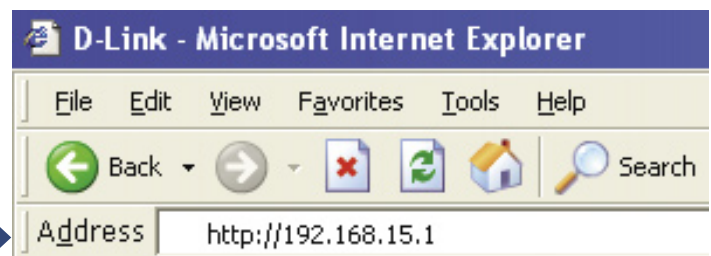 D-Link - Microsoft Internet Explorer
File Edit View Favorites Tools Help
Back Search
Address http://192.168.15.1